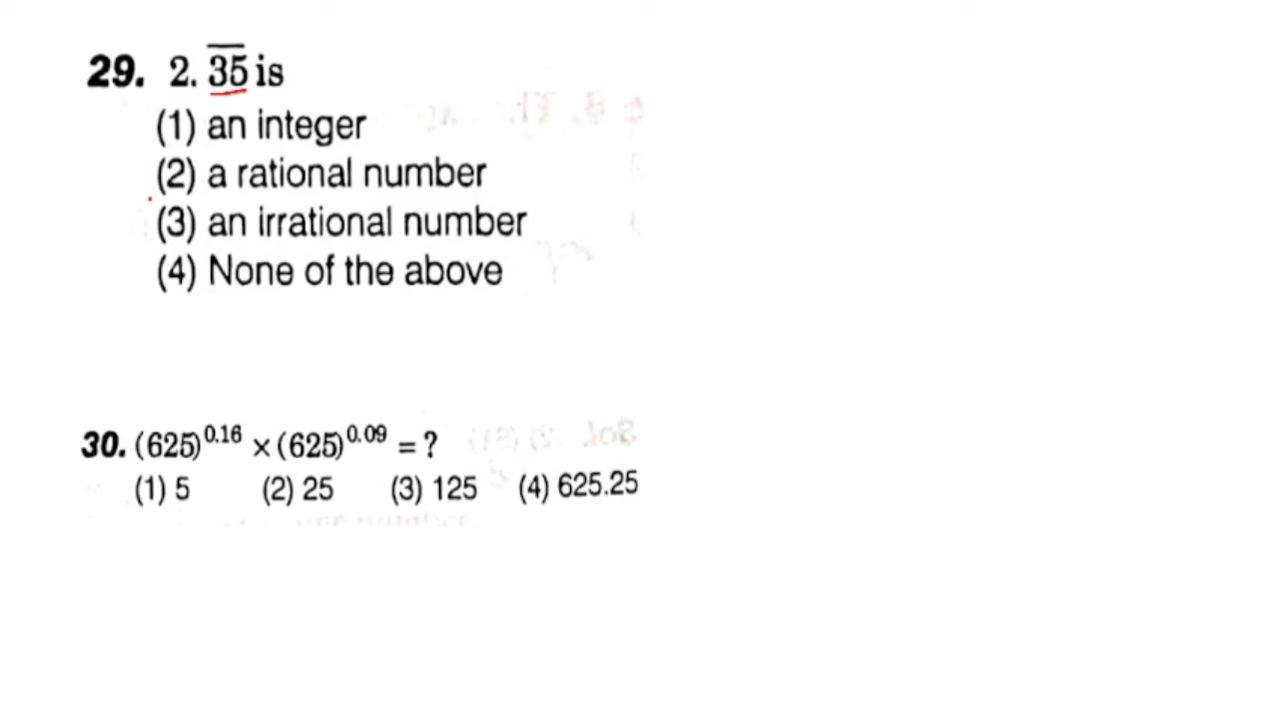 29. 2. $\overline{35}$ is
(1) an integer
(2) a rational number
(3) an irrational number
(4) None of the above
30. (625)^0.16 × (625)^0.09 = ?
(1) 5 (2) 25 (3) 125 (4) 625.25